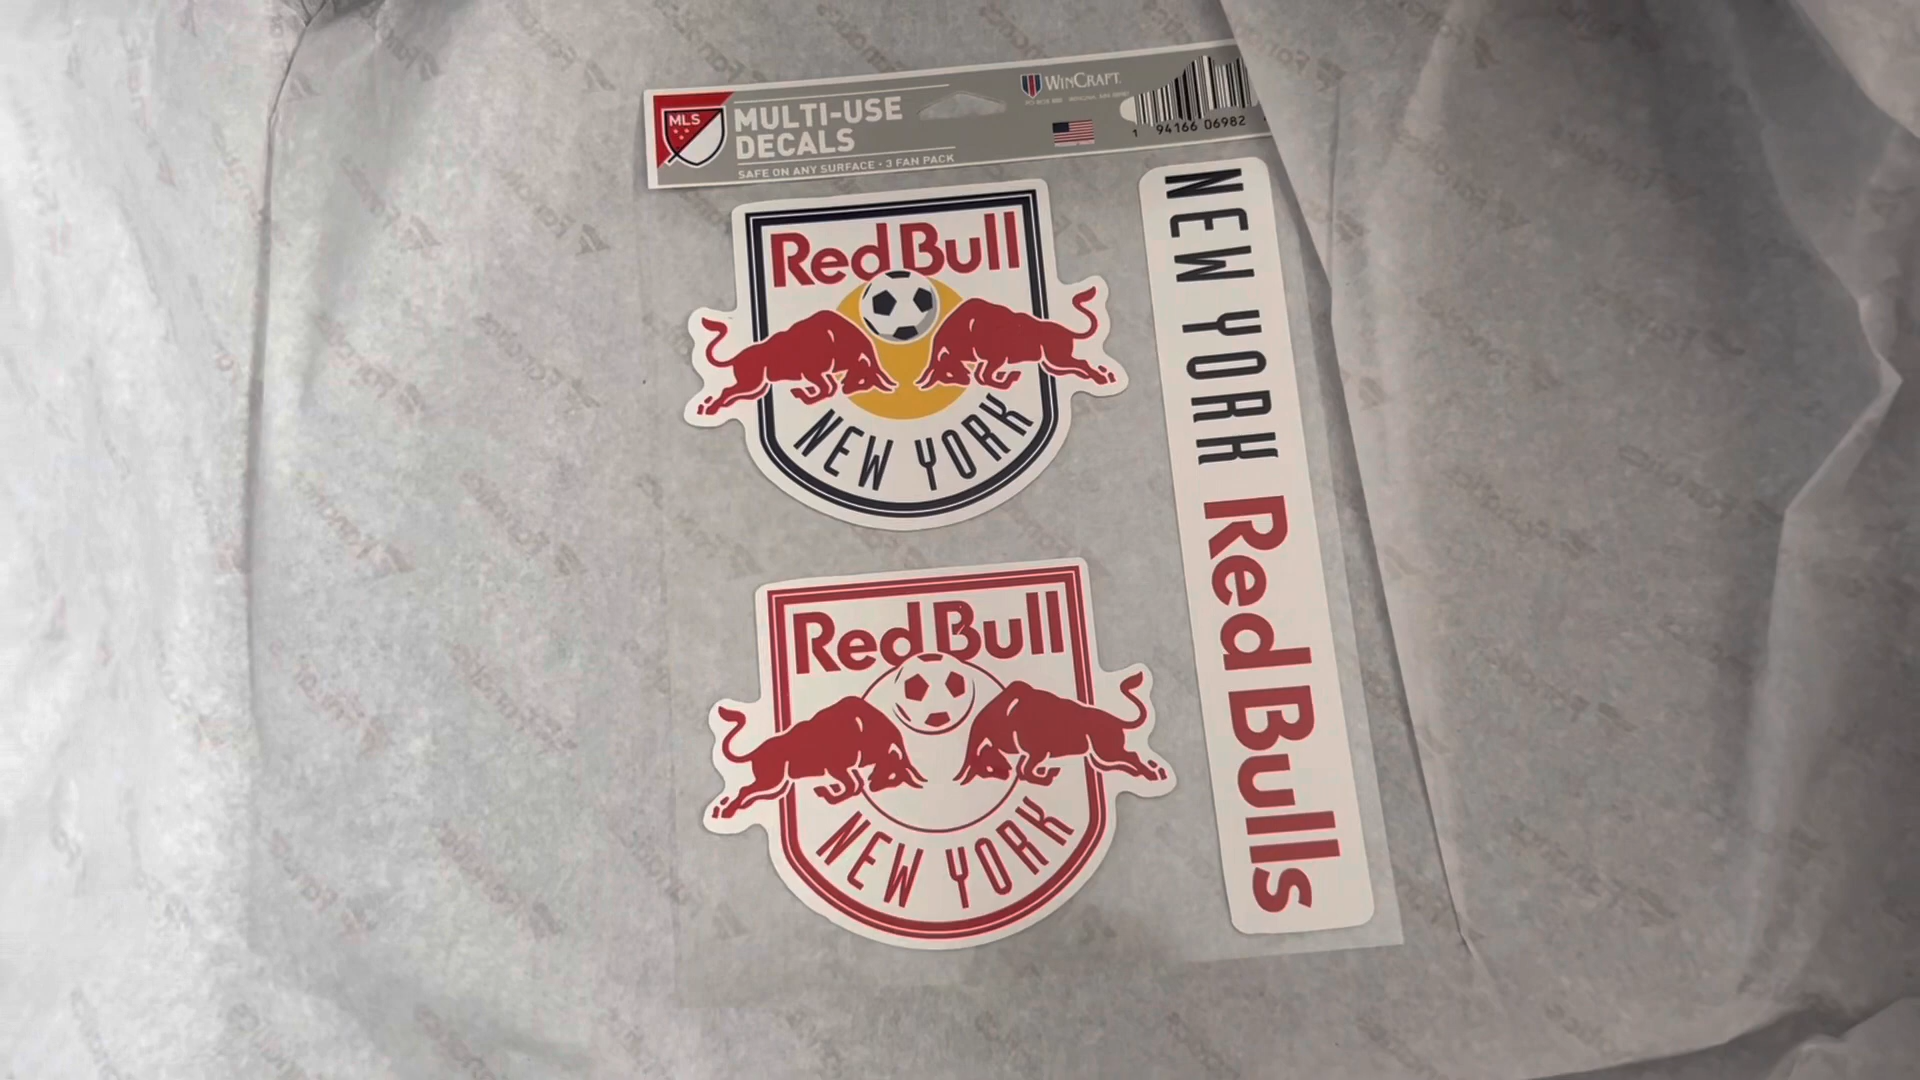 MLS
MULTI-USE
DECALS
SAFE ON ANY SURFACE • 3 FAN PACK
WINCRAFT
1 94166 06982
Red Bull
NEW YORK
Red Bull
NEW YORK
NEW YORK Red Bulls